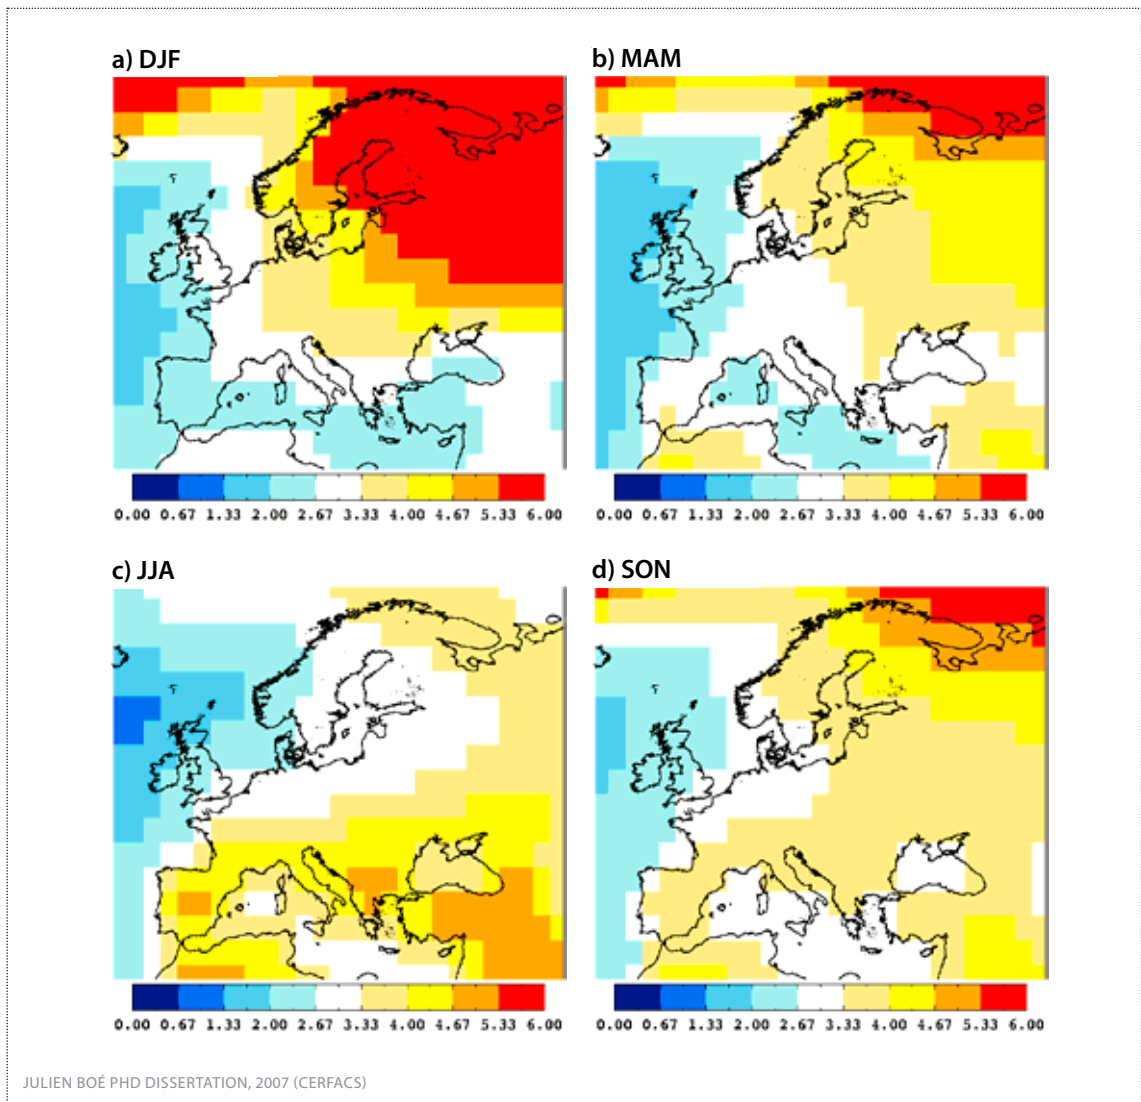 a) DJF
b) MAM
0.00 0.67 1.33 2.00 2.67 3.33 4.00 4.67 5.33 6.00
0.00 0.67 1.33 2.00 2.67 3.33 4.00 4.67 5.33 6.00
c) JJA
d) SON
0.00 0.67 1.33 2.00 2.67 3.33 4.00 4.67 5.33 6.00
0.00 0.67 1.33 2.00 2.67 3.33 4.00 4.67 5.33 6.00
JULIEN BOÉ PHD DISSERTATION, 2007 (CERFACS)